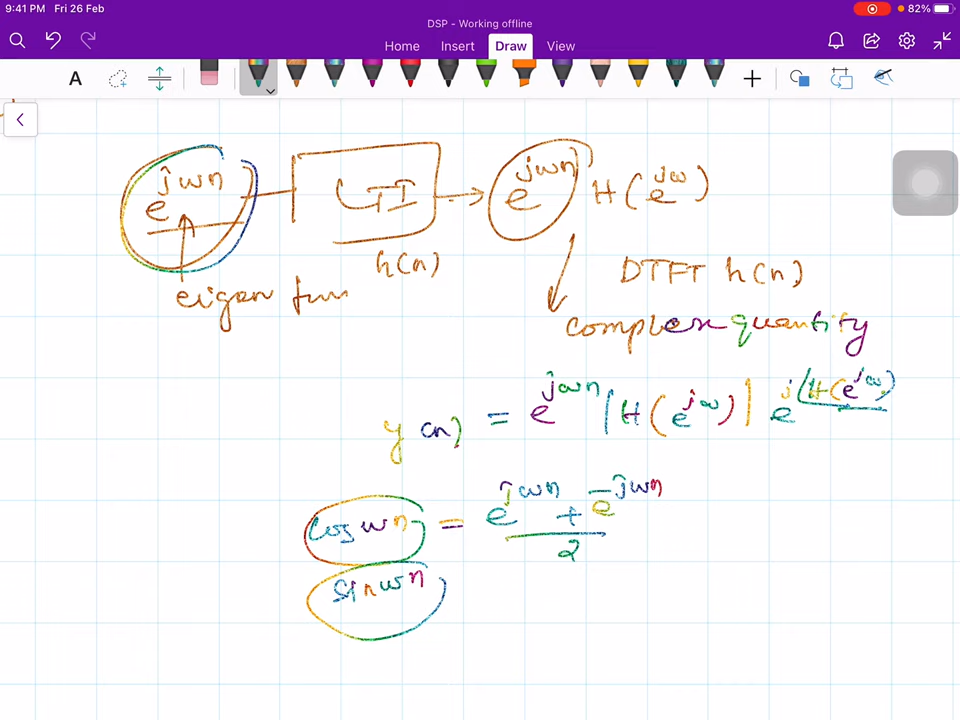 9:41 PM Fri 26 Feb 82%
DSP - Working offline
Home Insert Draw View
A
e^{jωn} LTI e^{jωn} H(e^{jω})
h(n)
DTFT h(n)
eigen fun
complex quantity
y(n) = e^{jωn} |H(e^{jω})| e^{j∠H(e^{jω})}
cos ωn = (e^{jωn} + e^{-jωn}) / 2
sin ωn